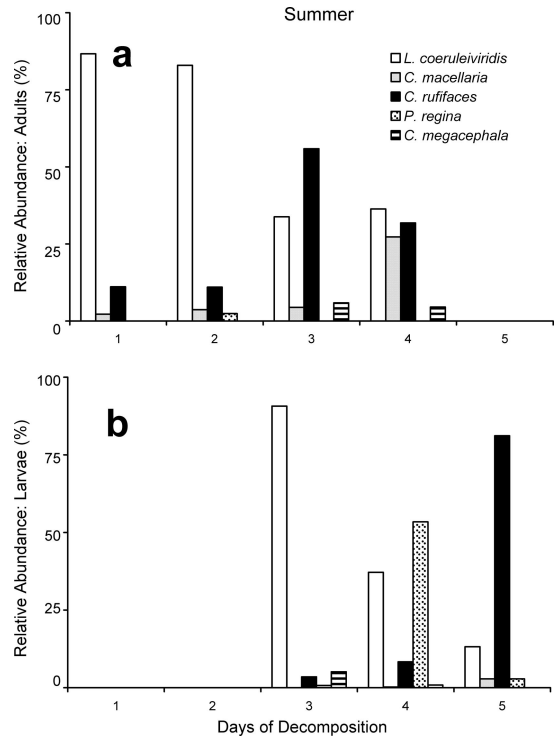 Summer
a
L. coeruleiviridis
C. macellaria
C. rufifaces
P. regina
C. megacephala
Relative Abundance: Adults (%)
100
75
50
25
0
1 2 3 4 5
b
Relative Abundance: Larvae (%)
100
75
50
25
0
1 2 3 4 5
Days of Decomposition